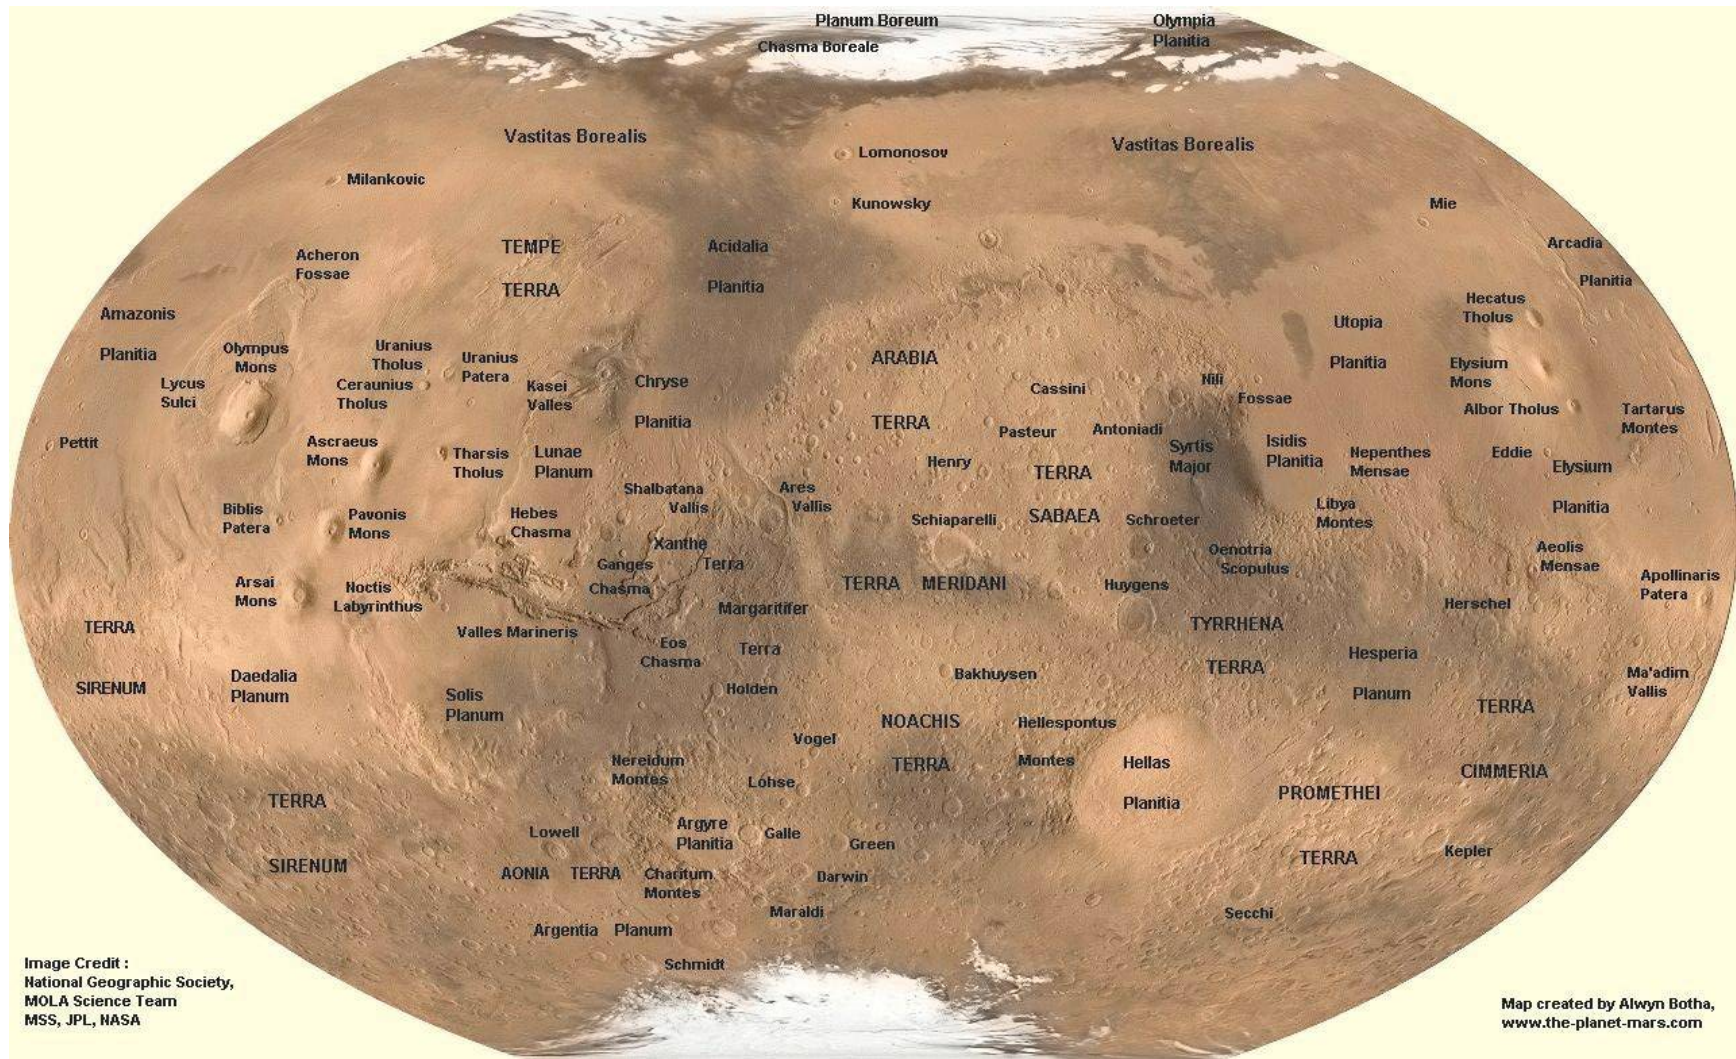 Planum Boreum
Olympia
Planitia
Chasma Boreale
Vastitas Borealis
Vastitas Borealis
Lomonosov
Milankovic
Kunowsky
Mie
Acheron
Fossae
TEMPE
TERRA
Acidalia
Planitia
Arcadia
Planitia
Amazonis
Planitia
Hecatus
Tholus
Utopia
Planitia
Olympus
Mons
Uranius
Tholus
Uranius
Patera
ARABIA
TERRA
Elysium
Mons
Lycus
Sulci
Ceraunius
Tholus
Kasei
Valles
Chryse
Planitia
Cassini
Nili
Fossae
Albor Tholus
Tartarus
Montes
Pettit
Ascraeus
Mons
Tharsis
Tholus
Lunae
Planum
Pasteur
Antoniadi
Syrtis
Major
Isidis
Planitia
Nepenthes
Mensae
Eddie
Elysium
Planitia
Henry
TERRA
SABAEA
Shalbatana
Vallis
Ares
Vallis
Biblis
Patera
Pavonis
Mons
Hebes
Chasma
Schiaparelli
Schroeter
Libya
Montes
Xanthe
Terra
Ganges
Chasma
Oenotria
Scopulus
Aeolis
Mensae
Arsai
Mons
Noctis
Labyrinthus
TERRA MERIDANI
Huygens
Apollinaris
Patera
Margaritifer
Terra
Herschel
TERRA
SIRENUM
Valles Marineris
Eos
Chasma
TYRRHENA
TERRA
Hesperia
Planum
Daedalia
Planum
Solis
Planum
Holden
Bakhuysen
Ma'adim
Vallis
TERRA
CIMMERIA
NOACHIS
TERRA
Hellespontus
Montes
Vogel
Nereidum
Montes
Lohse
Hellas
Planitia
TERRA
SIRENUM
PROMETHEI
TERRA
Lowell
Argyre
Planitia
Galle
Green
Kepler
AONIA TERRA
Charitum
Montes
Darwin
Maraldi
Secchi
Argentia Planum
Schmidt
Image Credit :
National Geographic Society,
MOLA Science Team
MSS, JPL, NASA
Map created by Alwyn Botha,
www.the-planet-mars.com